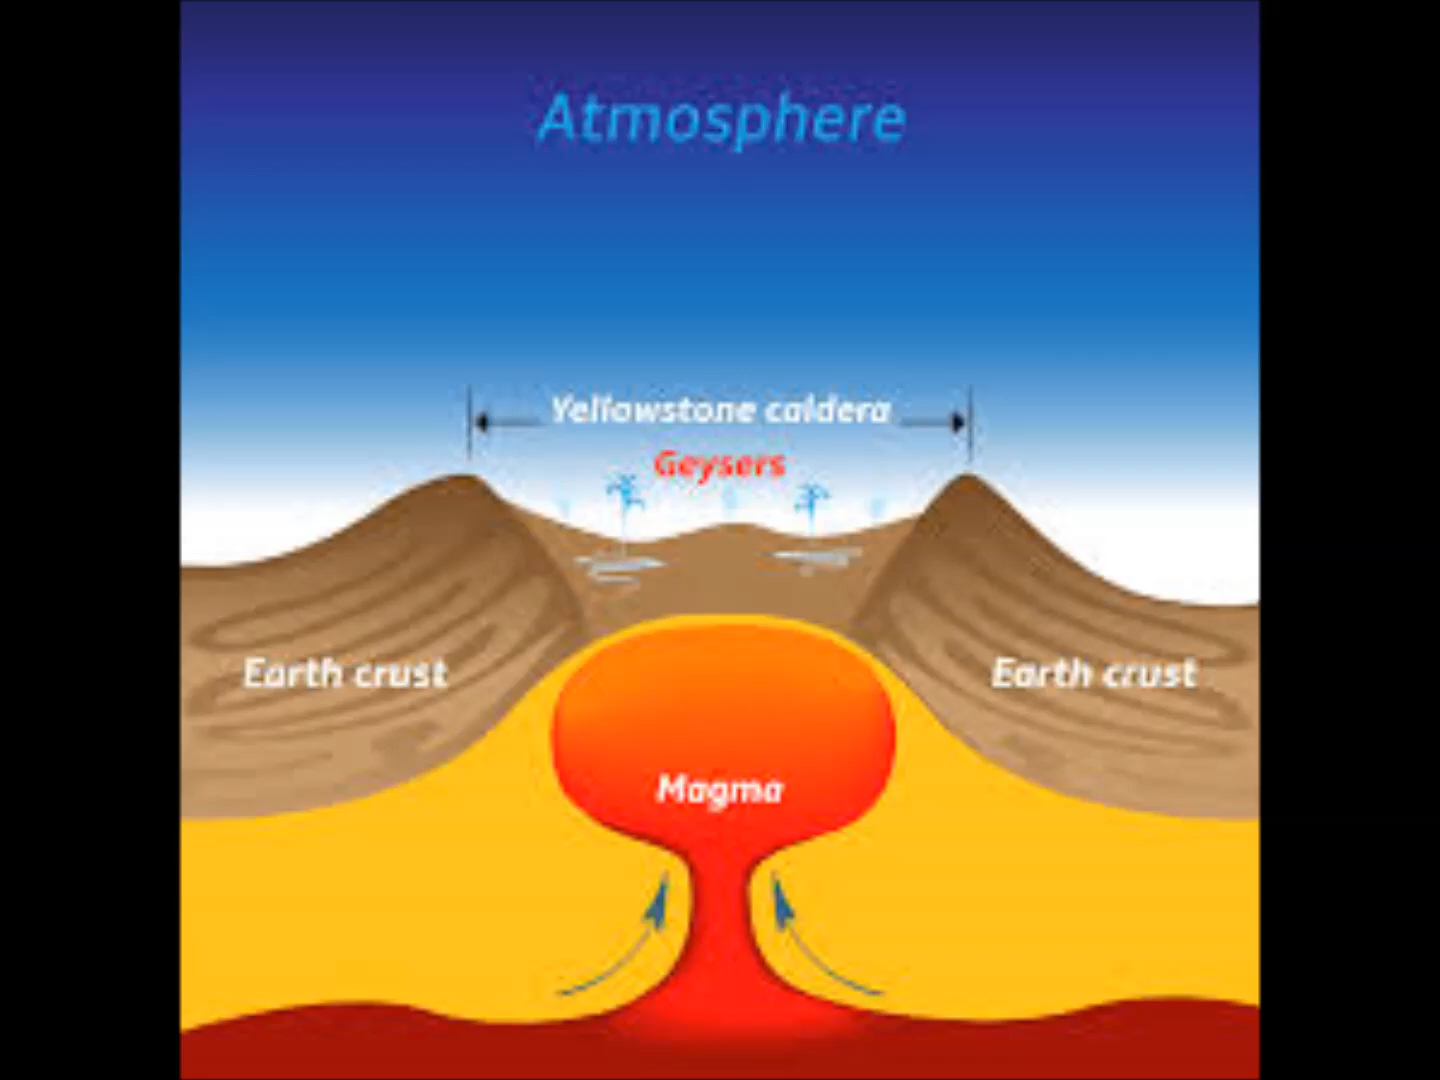 Atmosphere
Yellowstone caldera
Geysers
Earth crust
Earth crust
Magma